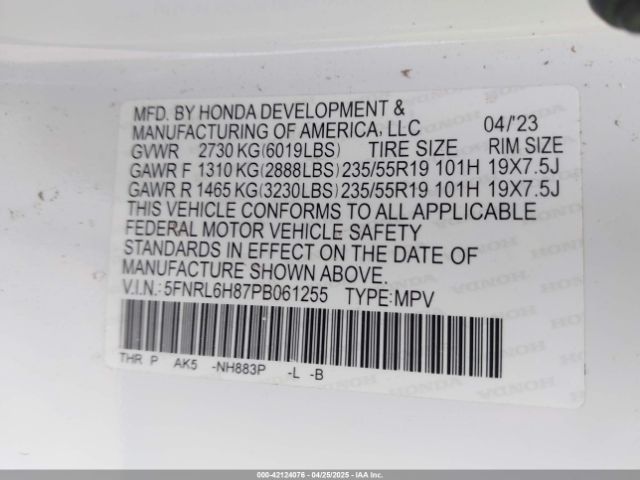 MFD. BY HONDA DEVELOPMENT &
MANUFACTURING OF AMERICA, LLC 04/'23
GVWR 2730 KG(6019LBS) TIRE SIZE RIM SIZE
GAWR F 1310 KG(2888LBS) 235/55R19 101H 19X7.5J
GAWR R 1465 KG(3230LBS) 235/55R19 101H 19X7.5J
THIS VEHICLE CONFORMS TO ALL APPLICABLE
FEDERAL MOTOR VEHICLE SAFETY
STANDARDS IN EFFECT ON THE DATE OF
MANUFACTURE SHOWN ABOVE.
V.I.N.:5FNRL6H87PB061255 TYPE:MPV
THR P AK5 -NH883P -L -B
HONDA HONDA
000-42124076 - 04/25/2025 - IAA Inc.